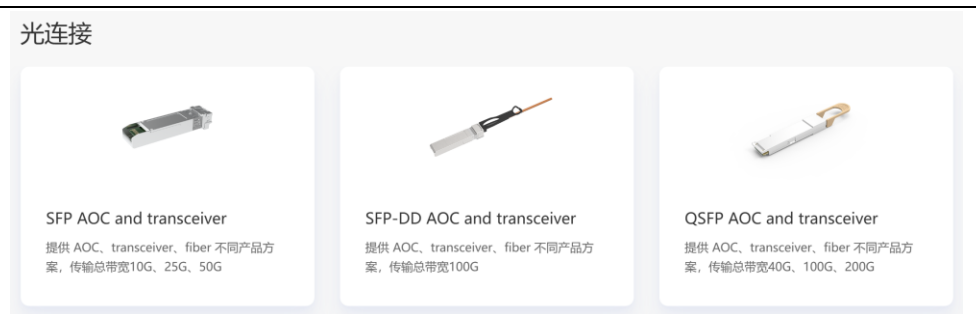 光连接
SFP AOC and transceiver
提供 AOC、transceiver、fiber 不同产品方
案，传输总带宽10G、25G、50G
SFP-DD AOC and transceiver
提供 AOC、transceiver、fiber 不同产品方
案，传输总带宽100G
QSFP AOC and transceiver
提供 AOC、transceiver、fiber 不同产品方
案，传输总带宽40G、100G、200G